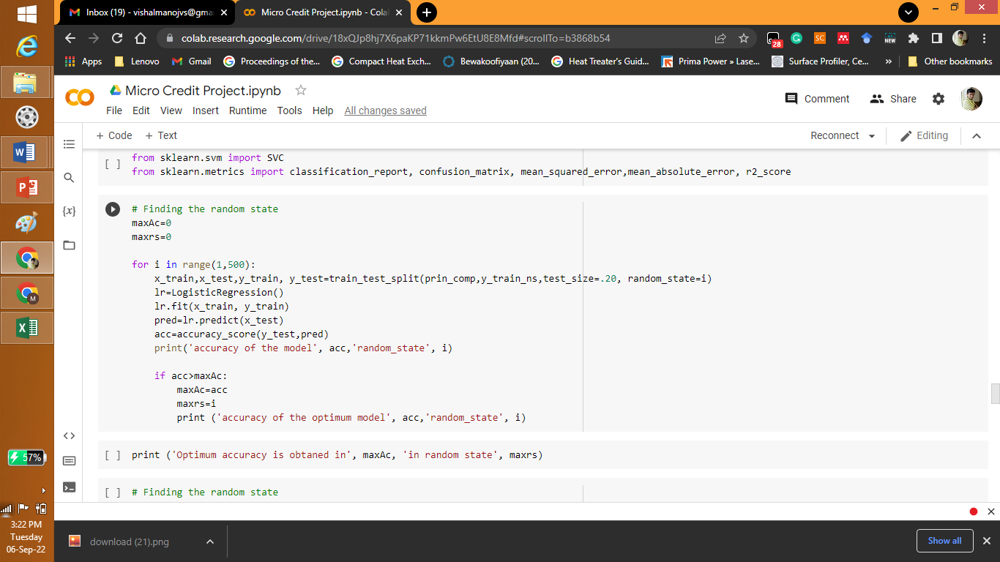 Inbox (19) - vishalmanojvs@gma
Micro Credit Project.ipynb - Cola
colab.research.google.com/drive/18xQJp8hj7X6paKP71kkmPw6EtU8E8Mfd#scrollTo=b3868b54
28
SC
NEW
Apps
Lenovo
Gmail
Proceedings of the...
Compact Heat Exch...
Bewakoofiyaan (20...
Heat Treater's Guid...
Prima Power » Lase...
Surface Profiler, Ce...
»
Other bookmarks
Micro Credit Project.ipynb
Comment
Share
File Edit View Insert Runtime Tools Help All changes saved
+ Code + Text
Reconnect
Editing
[ ] from sklearn.svm import SVC
from sklearn.metrics import classification_report, confusion_matrix, mean_squared_error,mean_absolute_error, r2_score
# Finding the random state
maxAc=0
maxrs=0
for i in range(1,500):
x_train,x_test,y_train, y_test=train_test_split(prin_comp,y_train_ns,test_size=.20, random_state=i)
lr=LogisticRegression()
lr.fit(x_train, y_train)
pred=lr.predict(x_test)
acc=accuracy_score(y_test,pred)
print('accuracy of the model', acc,'random_state', i)
if acc>maxAc:
maxAc=acc
maxrs=i
print ('accuracy of the optimum model', acc,'random_state', i)
[ ] print ('Optimum accuracy is obtaned in', maxAc, 'in random state', maxrs)
[ ] # Finding the random state
{x}
<>
57%
3:22 PM
Tuesday
06-Sep-22
download (21).png
Show all